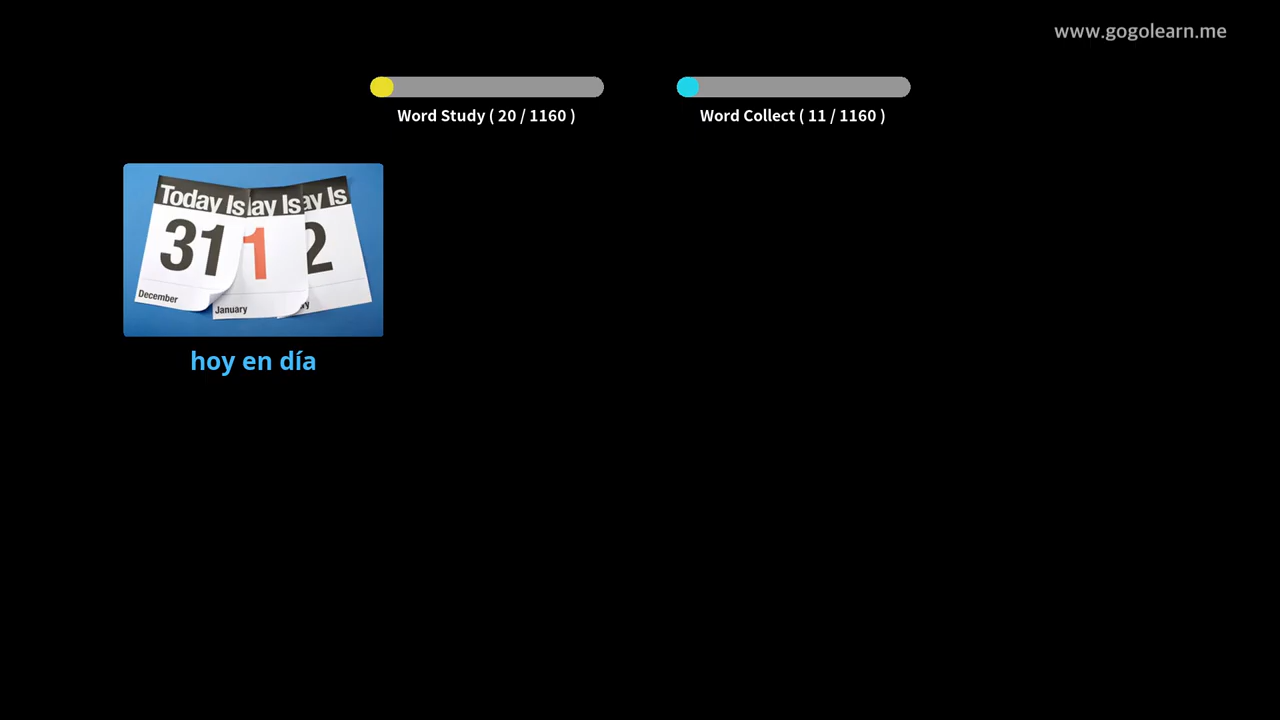 www.gogolearn.me
Word Study ( 20 / 1160 )
Word Collect ( 11 / 1160 )
Today Is
31
December
ay Is
1
January
ay Is
2
hoy en día